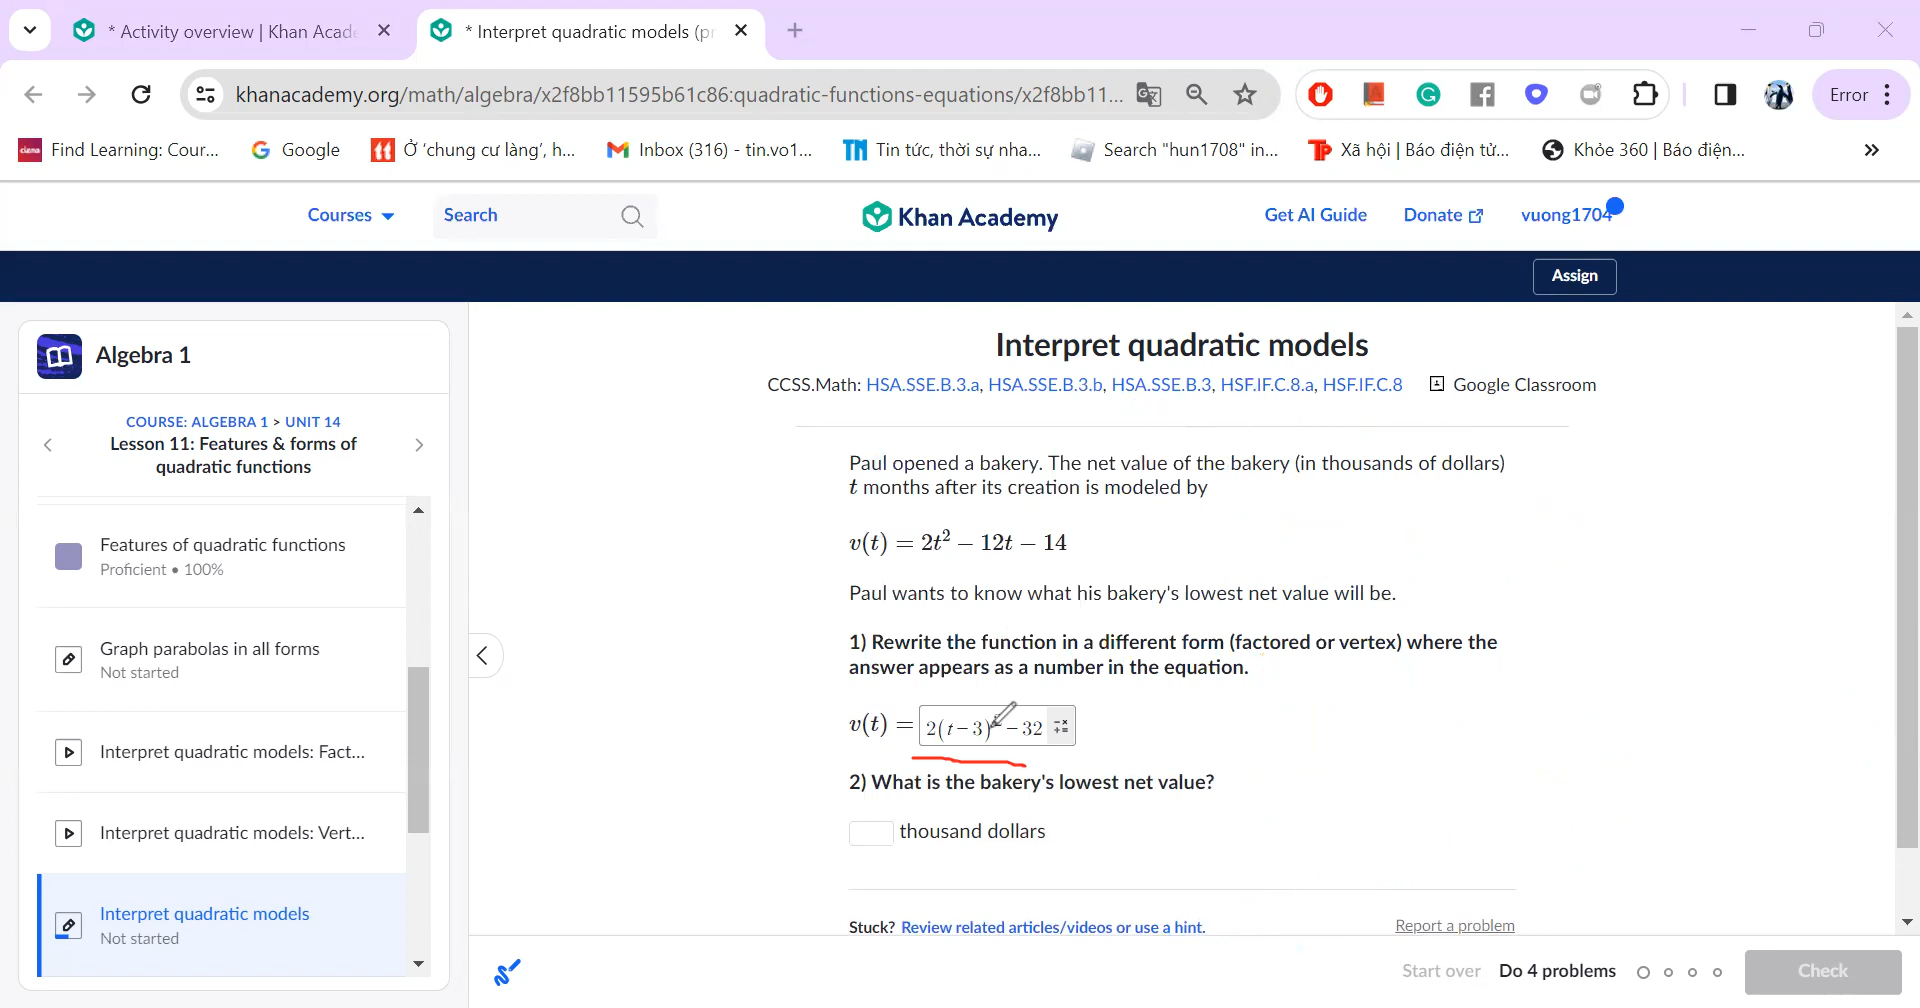 * Activity overview | Khan Acade
* Interpret quadratic models (pr
khanacademy.org/math/algebra/x2f8bb11595b61c86:quadratic-functions-equations/x2f8bb11...
Error
Find Learning: Cour...
Google
Ở ‘chung cư làng’, h...
Inbox (316) - tin.vo1...
TN Tin tức, thời sự nha...
Search "hun1708" in...
Xã hội | Báo điện tử...
Khỏe 360 | Báo điện...
Courses
Search
Khan Academy
Get AI Guide
Donate
vuong1704
Assign
Algebra 1
COURSE: ALGEBRA 1 > UNIT 14
Lesson 11: Features & forms of
quadratic functions
Features of quadratic functions
Proficient • 100%
Graph parabolas in all forms
Not started
Interpret quadratic models: Fact...
Interpret quadratic models: Vert...
Interpret quadratic models
Not started
Interpret quadratic models
CCSS.Math: HSA.SSE.B.3.a, HSA.SSE.B.3.b, HSA.SSE.B.3, HSF.IF.C.8.a, HSF.IF.C.8
Google Classroom
Paul opened a bakery. The net value of the bakery (in thousands of dollars)
t months after its creation is modeled by
v(t) = 2t² − 12t − 14
Paul wants to know what his bakery's lowest net value will be.
1) Rewrite the function in a different form (factored or vertex) where the
answer appears as a number in the equation.
v(t) = 2(t−3)² − 32
2) What is the bakery's lowest net value?
thousand dollars
Stuck? Review related articles/videos or use a hint.
Report a problem
Start over
Do 4 problems
Check